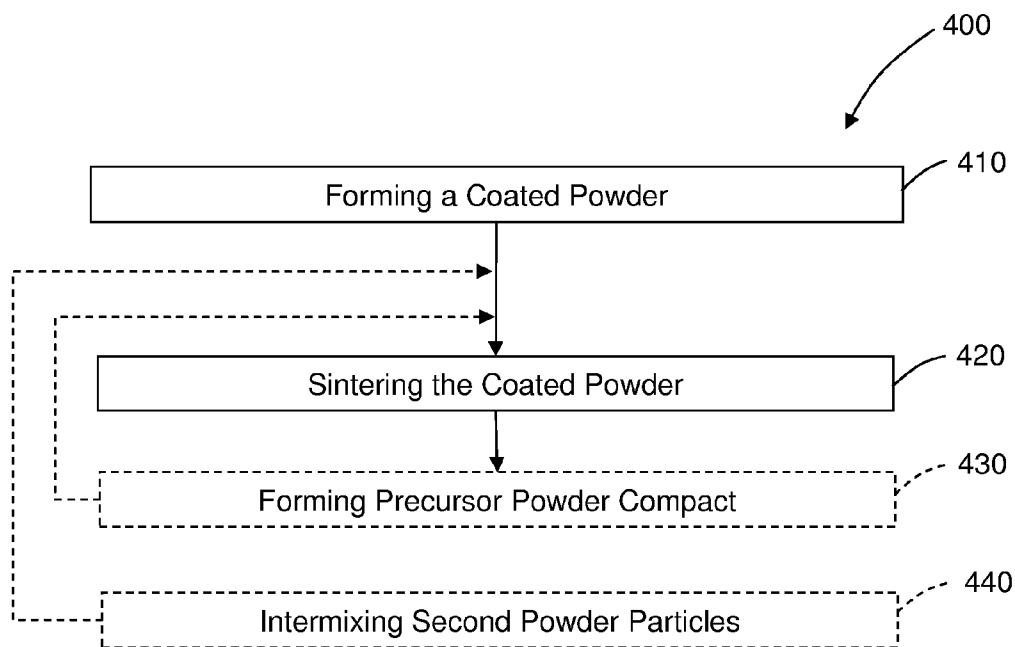 400
410
Forming a Coated Powder
420
Sintering the Coated Powder
430
Forming Precursor Powder Compact
440
Intermixing Second Powder Particles